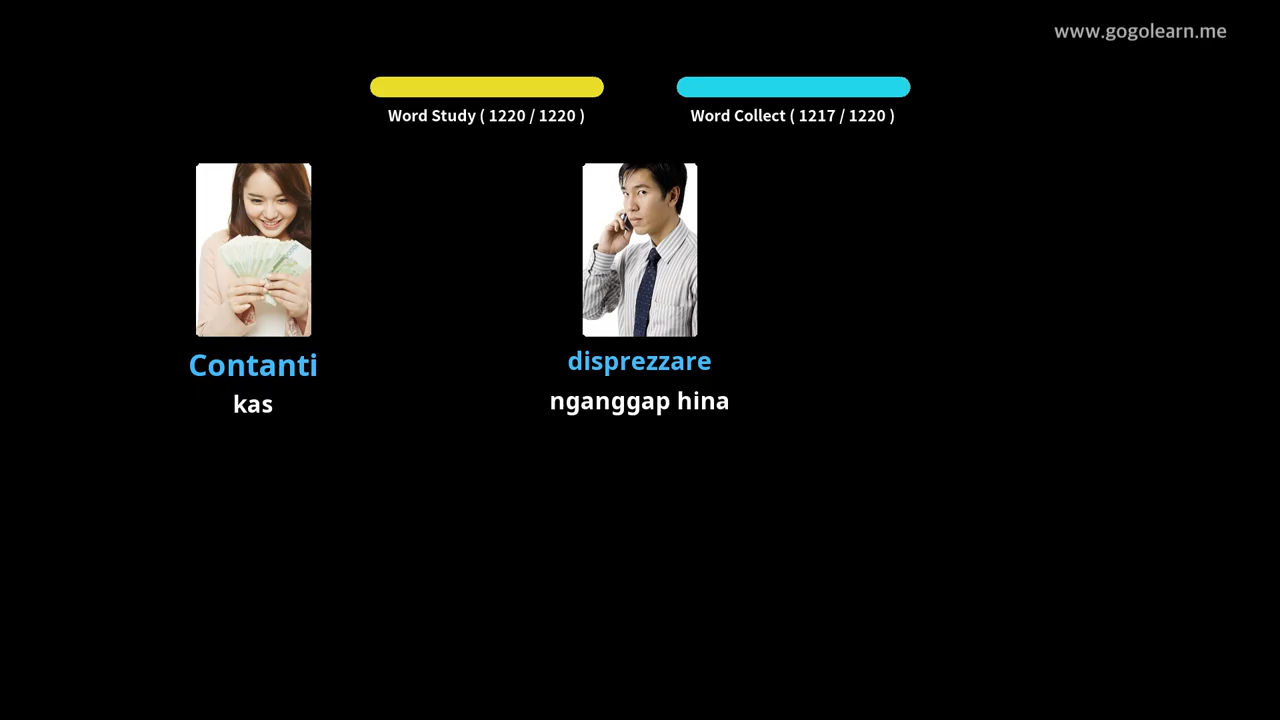 www.gogolearn.me
Word Study ( 1220 / 1220 )
Word Collect ( 1217 / 1220 )
Contanti
kas
disprezzare
nganggap hina